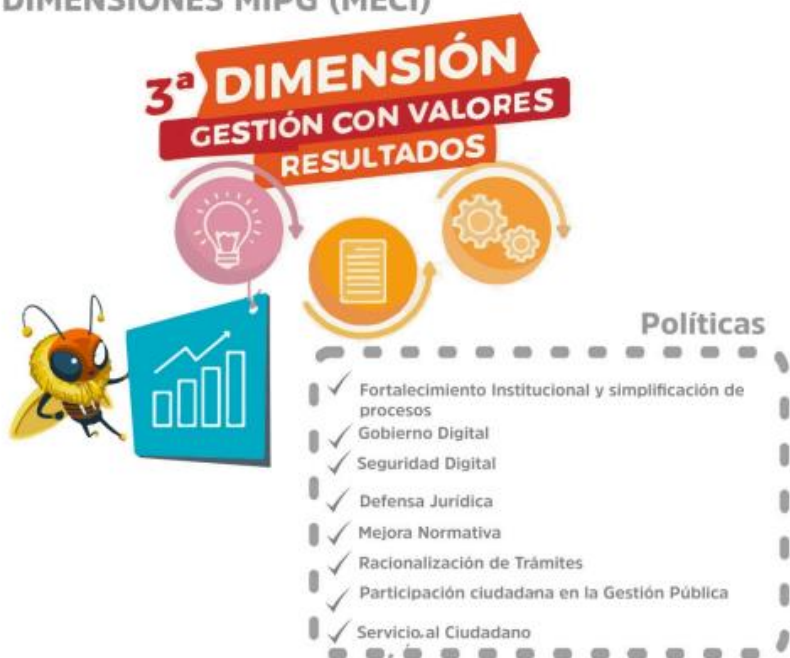 DIMENSIONES MIPG (MECI)
3ª DIMENSIÓN
GESTIÓN CON VALORES
RESULTADOS
Políticas
Fortalecimiento Institucional y simplificación de
procesos
Gobierno Digital
Seguridad Digital
Defensa Jurídica
Mejora Normativa
Racionalización de Trámites
Participación ciudadana en la Gestión Pública
Servicio al Ciudadano